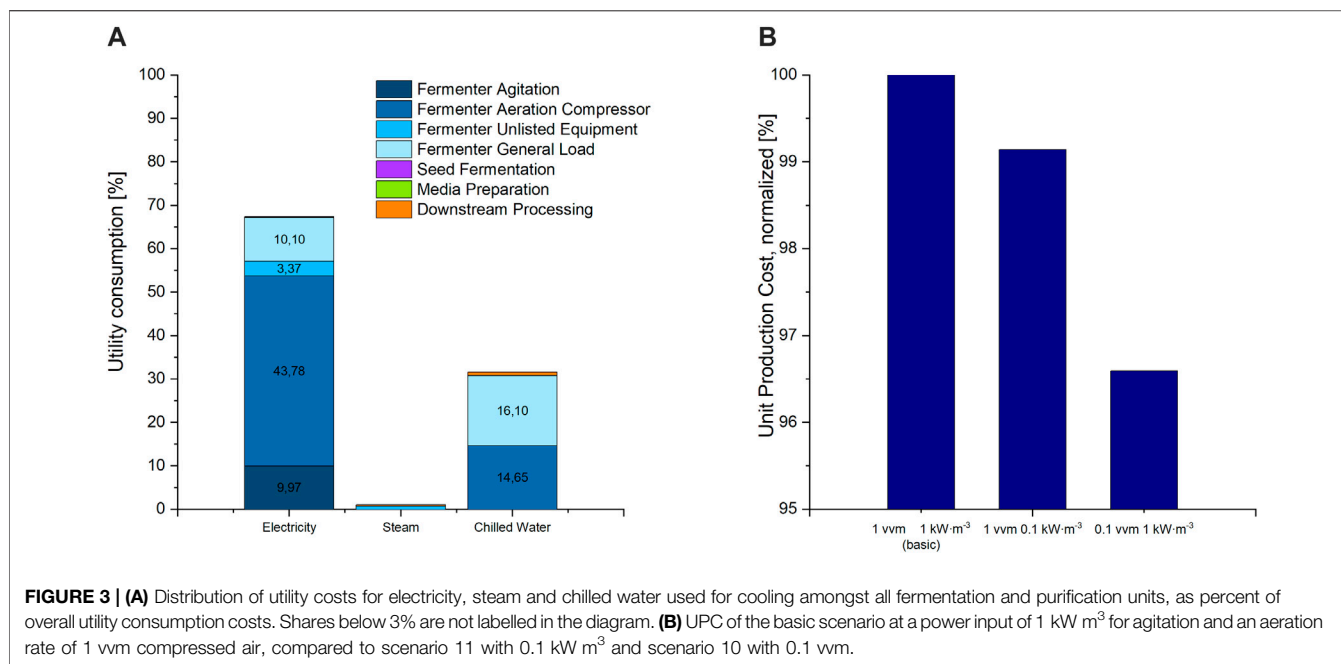 A
Utility consumption [%]
100
90
80
70
60
50
40
30
20
10
0
Fermenter Agitation
Fermenter Aeration Compressor
Fermenter Unlisted Equipment
Fermenter General Load
Seed Fermentation
Media Preparation
Downstream Processing
10,10
3,37
43,78
9,97
16,10
14,65
Electricity
Steam
Chilled Water
B
Unit Production Cost, normalized [%]
100
99
98
97
96
95
1 vvm 1 kW·m⁻³
(basic)
1 vvm 0.1 kW·m⁻³
0.1 vvm 1 kW·m⁻³
FIGURE 3 | (A) Distribution of utility costs for electricity, steam and chilled water used for cooling amongst all fermentation and purification units, as percent of
overall utility consumption costs. Shares below 3% are not labelled in the diagram. (B) UPC of the basic scenario at a power input of 1 kW m³ for agitation and an aeration
rate of 1 vvm compressed air, compared to scenario 11 with 0.1 kW m³ and scenario 10 with 0.1 vvm.